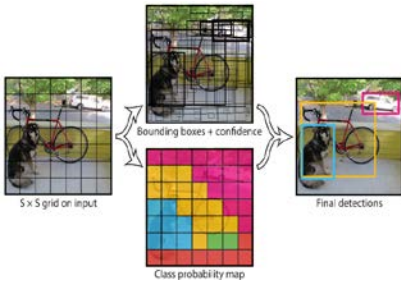 Bounding boxes + confidence
S × S grid on input
Final detections
Class probability map